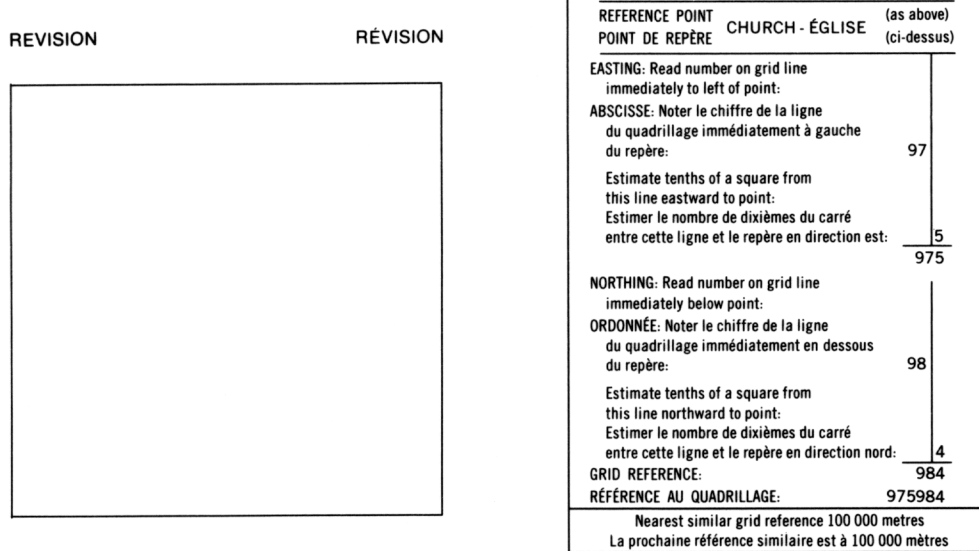 REVISION RÉVISION
REFERENCE POINT
POINT DE REPÈRE
CHURCH - ÉGLISE
(as above)
(ci-dessus)
EASTING: Read number on grid line
immediately to left of point:
ABSCISSE: Noter le chiffre de la ligne
du quadrillage immédiatement à gauche
du repère: 97
Estimate tenths of a square from
this line eastward to point:
Estimer le nombre de dixièmes du carré
entre cette ligne et le repère en direction est: 5
975
NORTHING: Read number on grid line
immediately below point:
ORDONNÉE: Noter le chiffre de la ligne
du quadrillage immédiatement en dessous
du repère: 98
Estimate tenths of a square from
this line northward to point:
Estimer le nombre de dixièmes du carré
entre cette ligne et le repère en direction nord: 4
GRID REFERENCE: 984
RÉFÉRENCE AU QUADRILLAGE: 975984
Nearest similar grid reference 100 000 metres
La prochaine référence similaire est à 100 000 mètres